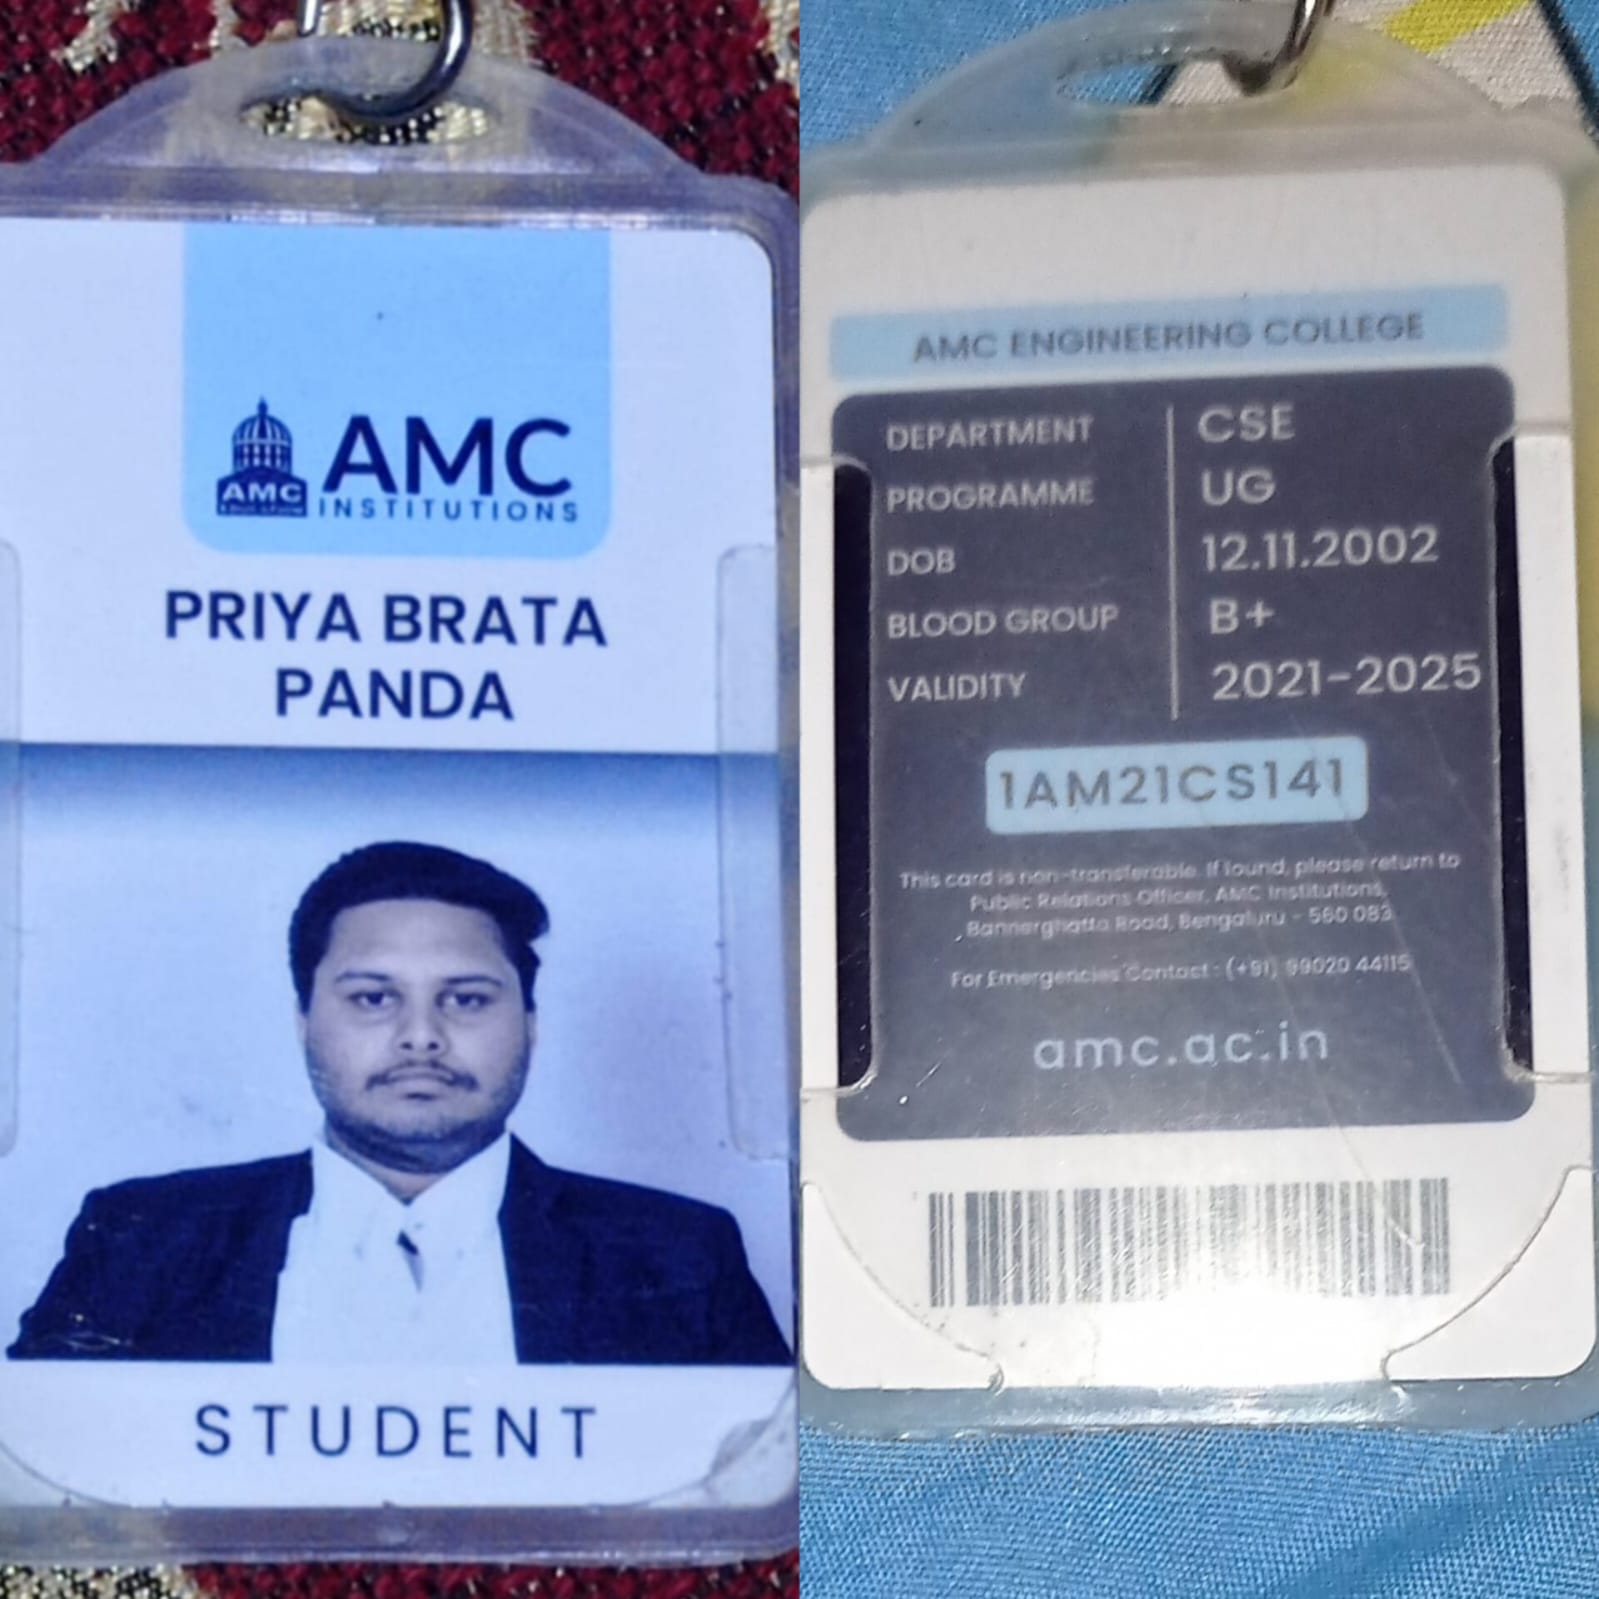 AMC
AMC
INSTITUTIONS
PRIYA BRATA
PANDA
STUDENT
AMC ENGINEERING COLLEGE
DEPARTMENT CSE
PROGRAMME UG
DOB 12.11.2002
BLOOD GROUP B+
VALIDITY 2021-2025
1AM21CS141
This card is non-transferable. If found, please return to
Public Relations Officer, AMC Institutions,
Bannerghatta Road, Bengaluru - 560 083.
For Emergencies Contact : (+91) 99020 44115
amc.ac.in